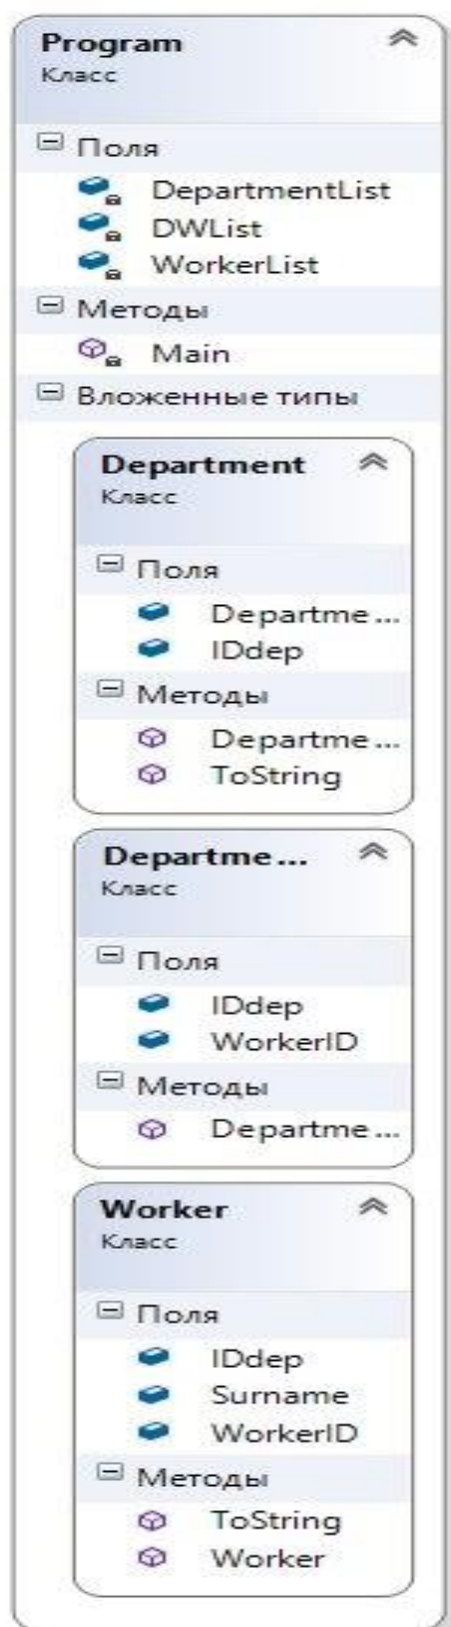 Program
Класс
Поля
DepartmentList
DWList
WorkerList
Методы
Main
Вложенные типы
Department
Класс
Поля
Departme...
IDdep
Методы
Departme...
ToString
Departme...
Класс
Поля
IDdep
WorkerID
Методы
Departme...
Worker
Класс
Поля
IDdep
Surname
WorkerID
Методы
ToString
Worker